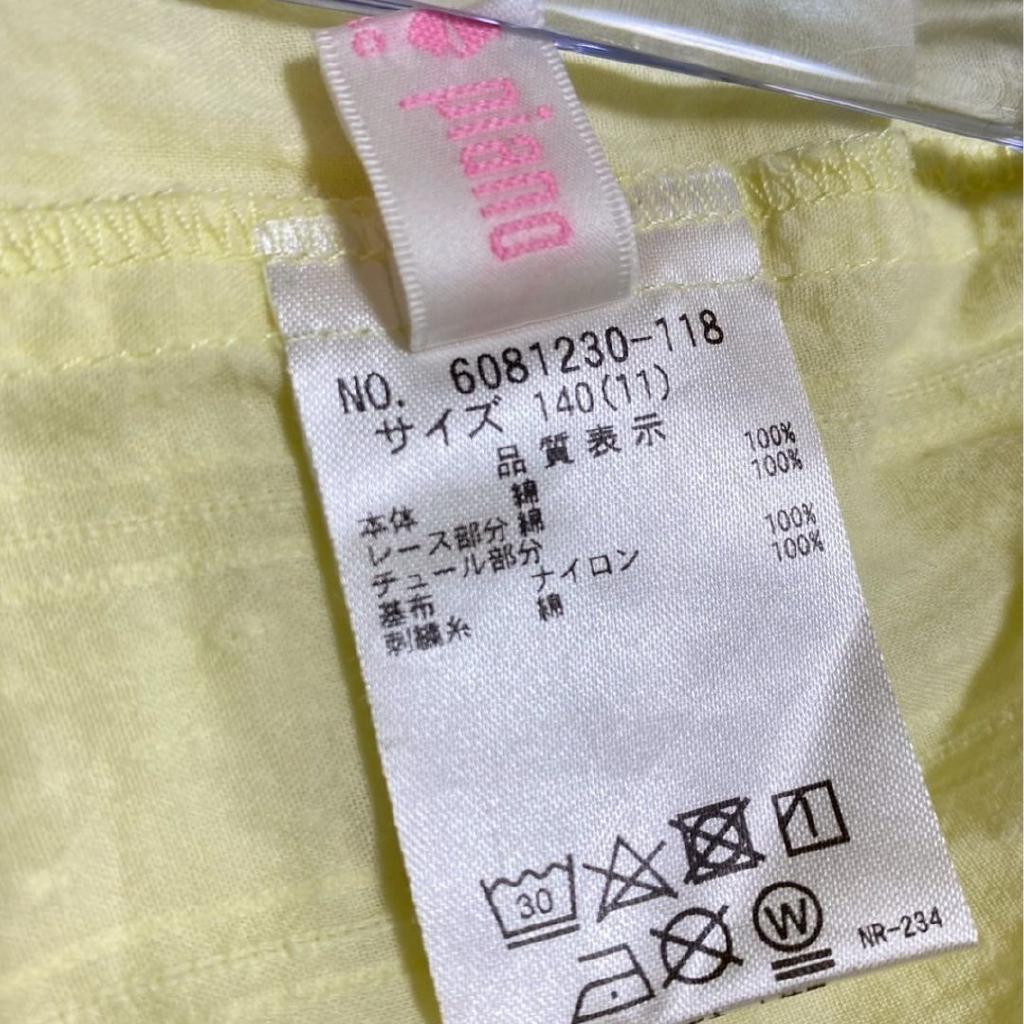 piano
NO. 6081230-118
サイズ 140(11)
品質表示
本体 綿 100%
レース部分 綿 100%
チュール部分
基布 ナイロン 100%
刺繍糸 綿 100%
30
1
W
NR-234